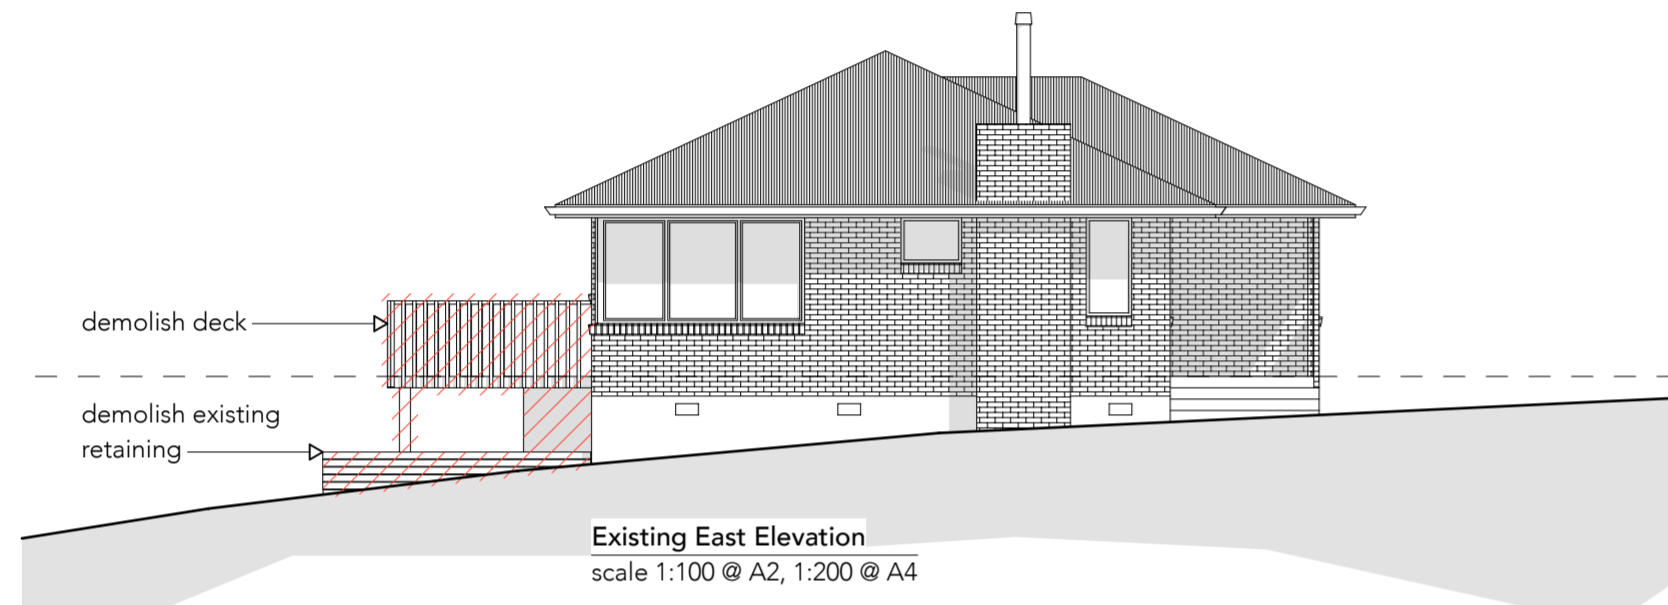 demolish deck
demolish existing
retaining
Existing East Elevation
scale 1:100 @ A2, 1:200 @ A4